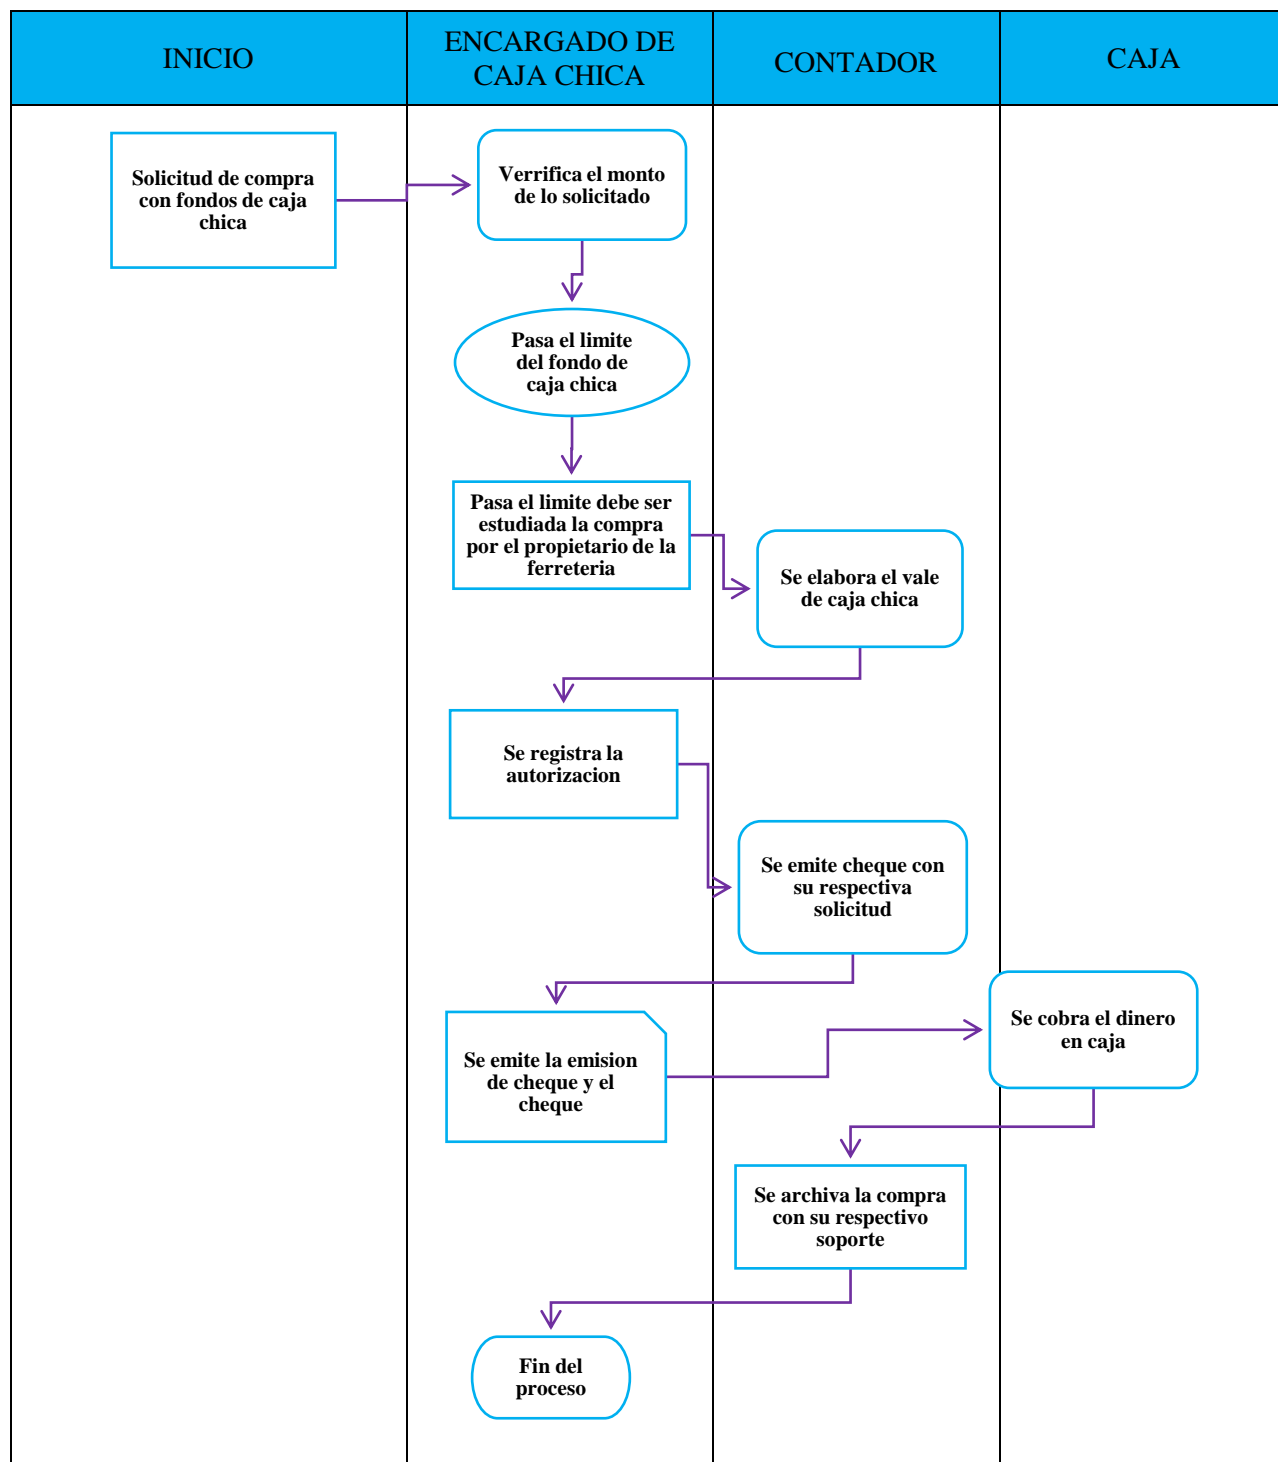 INICIO
ENCARGADO DE
CAJA CHICA
CONTADOR
CAJA
Solicitud de compra
con fondos de caja
chica
Verrifica el monto
de lo solicitado
Pasa el limite
del fondo de
caja chica
Pasa el limite debe ser
estudiada la compra
por el propietario de la
ferreteria
Se elabora el vale
de caja chica
Se registra la
autorizacion
Se emite cheque con
su respectiva
solicitud
Se emite la emision
de cheque y el
cheque
Se cobra el dinero
en caja
Se archiva la compra
con su respectivo
soporte
Fin del
proceso